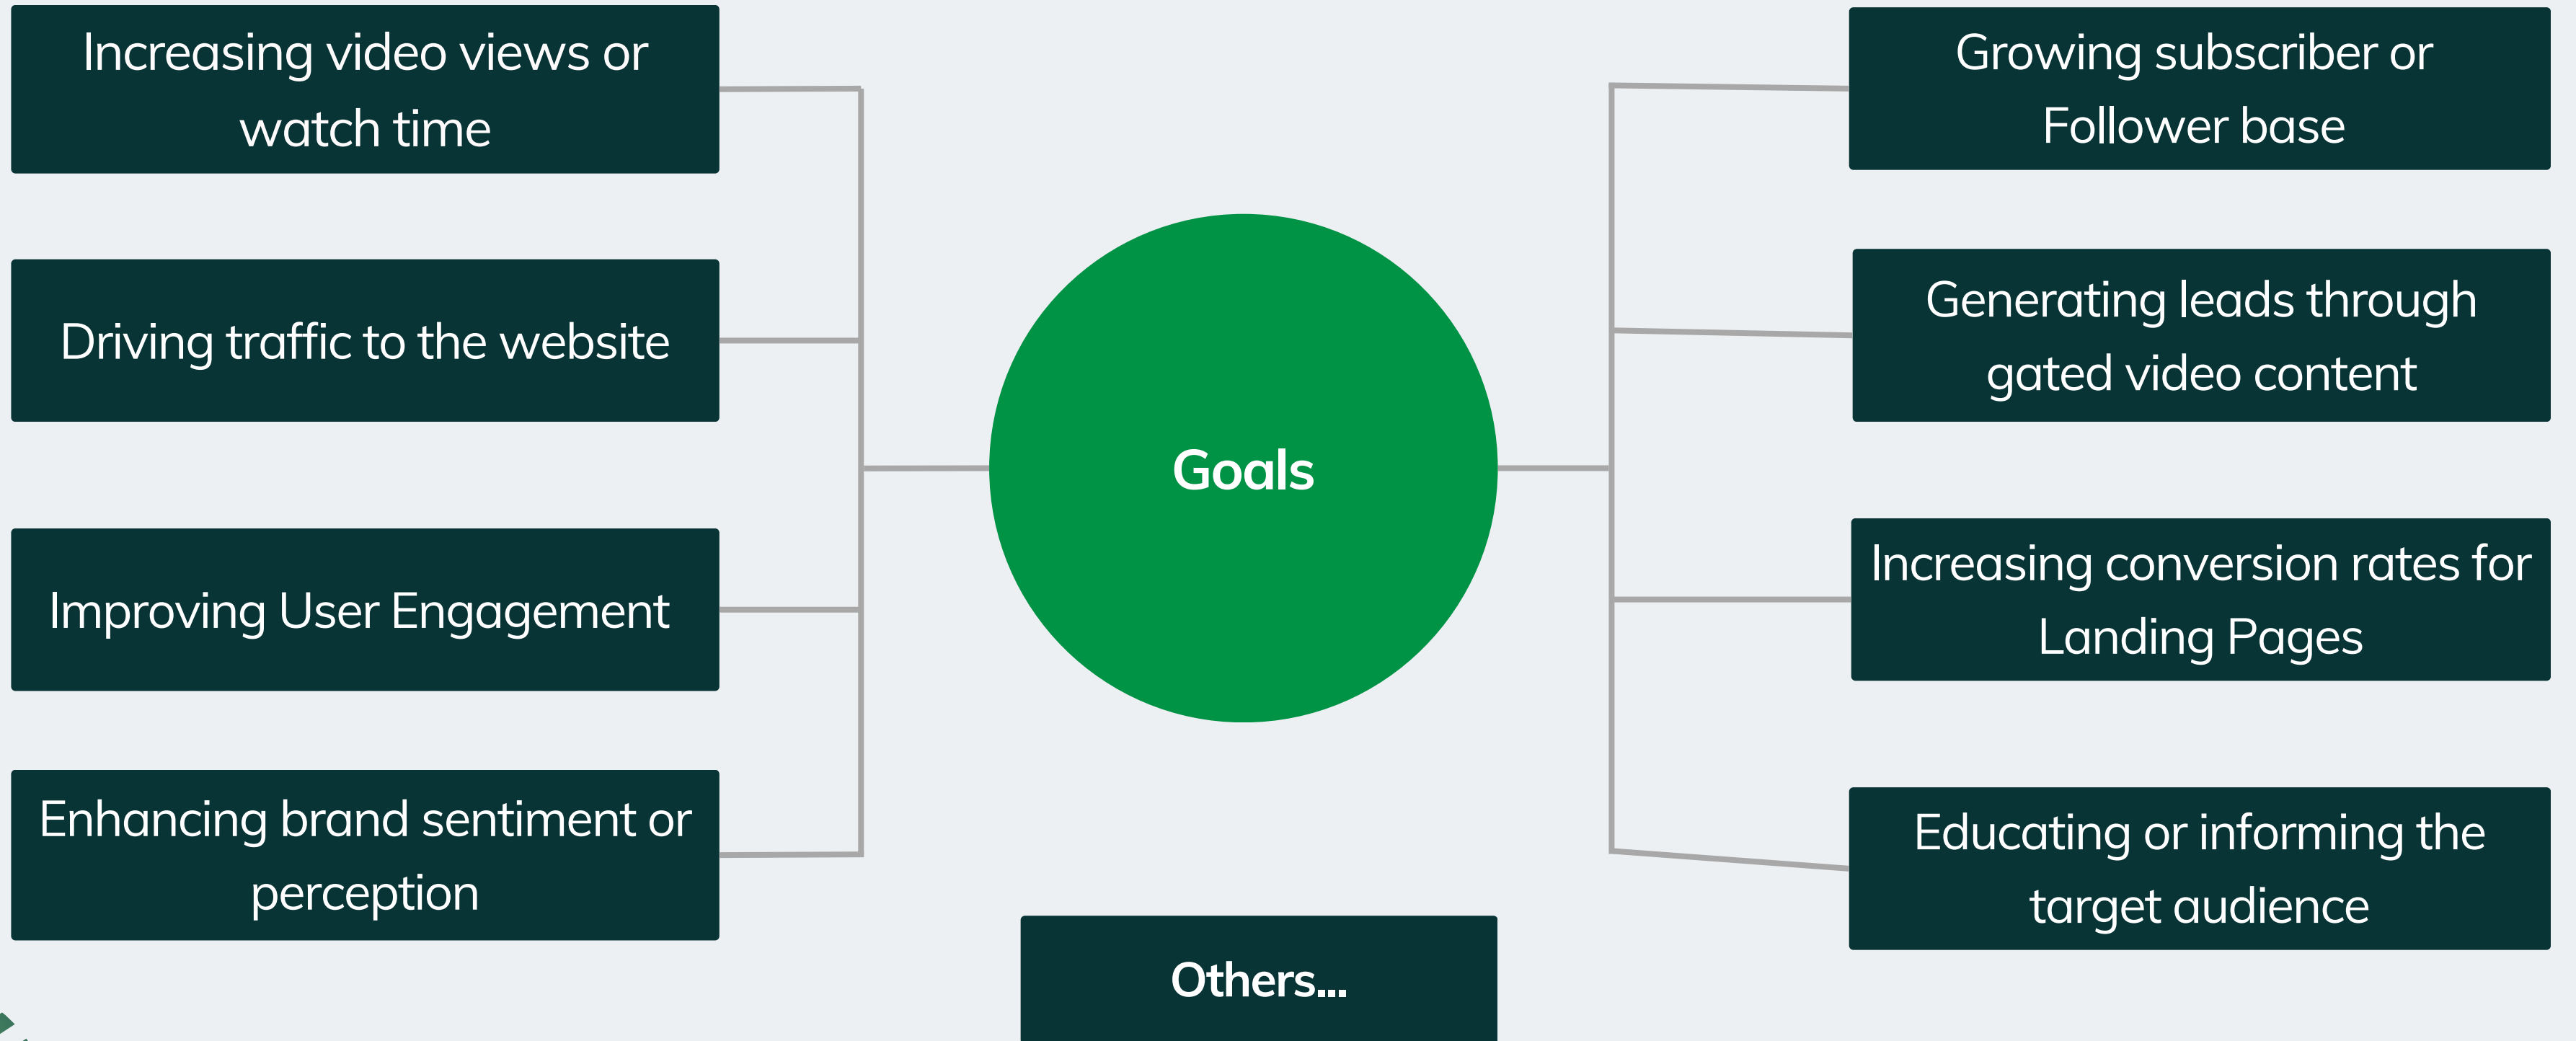 Increasing video views or
watch time
Driving traffic to the website
Improving User Engagement
Enhancing brand sentiment or
perception
Goals
Growing subscriber or
Follower base
Generating leads through
gated video content
Increasing conversion rates for
Landing Pages
Educating or informing the
target audience
Others...